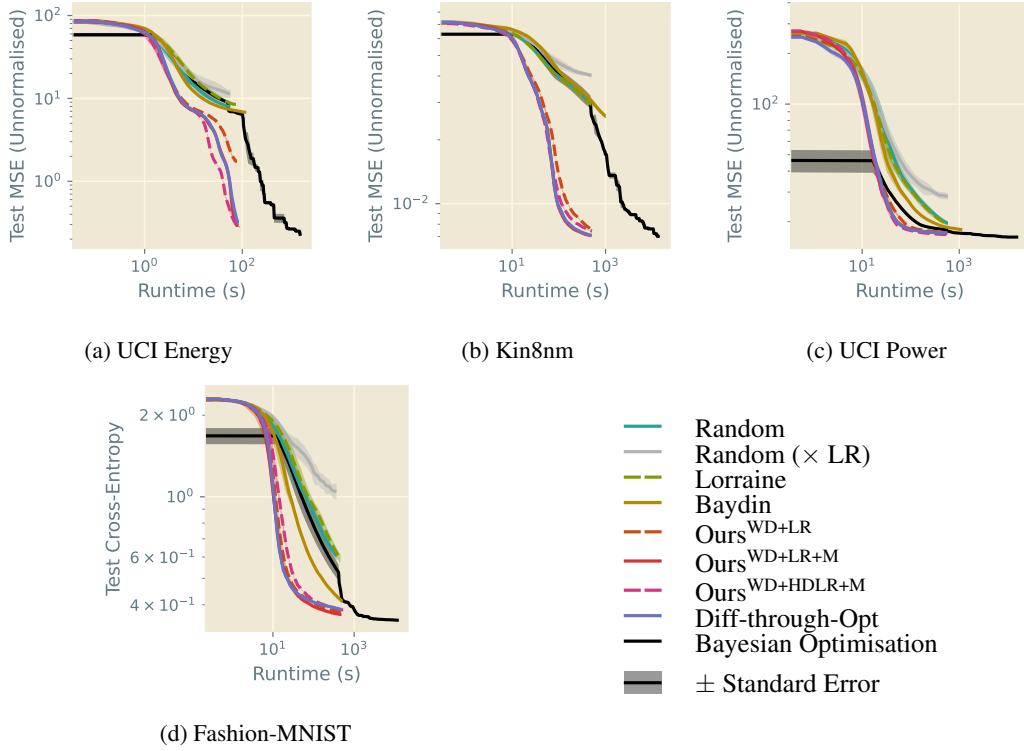 Test MSE (Unnormalised)
10²
10¹
10⁰
10⁰
10²
Runtime (s)
(a) UCI Energy
Test MSE (Unnormalised)
10⁻²
10¹
10³
Runtime (s)
(b) Kin8nm
Test MSE (Unnormalised)
10²
10¹
10³
Runtime (s)
(c) UCI Power
Test Cross-Entropy
2 × 10⁰
10⁰
6 × 10⁻¹
4 × 10⁻¹
10¹
10³
Runtime (s)
(d) Fashion-MNIST
Random
Random (× LR)
Lorraine
Baydin
Ours^WD+LR
Ours^WD+LR+M
Ours^WD+HDLR+M
Diff-through-Opt
Bayesian Optimisation
± Standard Error